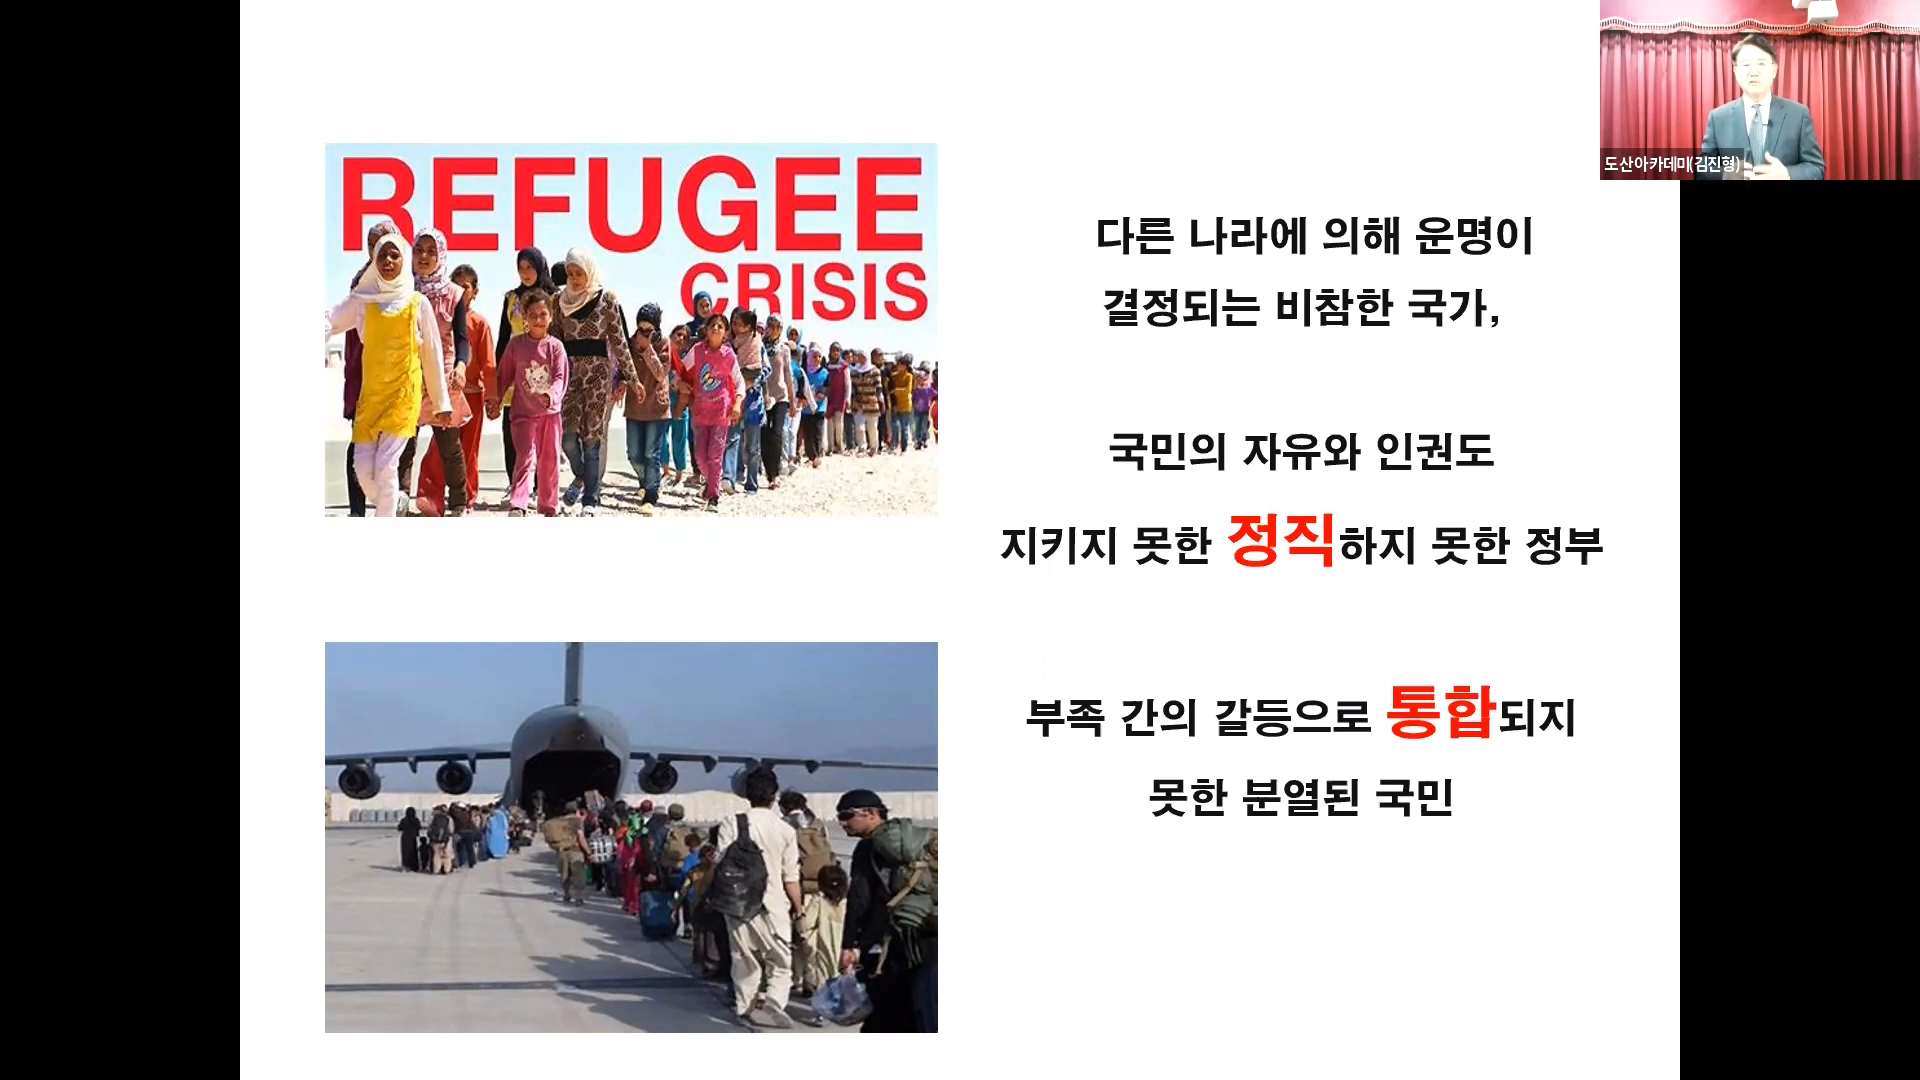 REFUGEE
CRISIS
도산아카데미(김진형)
다른 나라에 의해 운명이
결정되는 비참한 국가,
국민의 자유와 인권도
지키지 못한 정직하지 못한 정부
부족 간의 갈등으로 통합되지
못한 분열된 국민